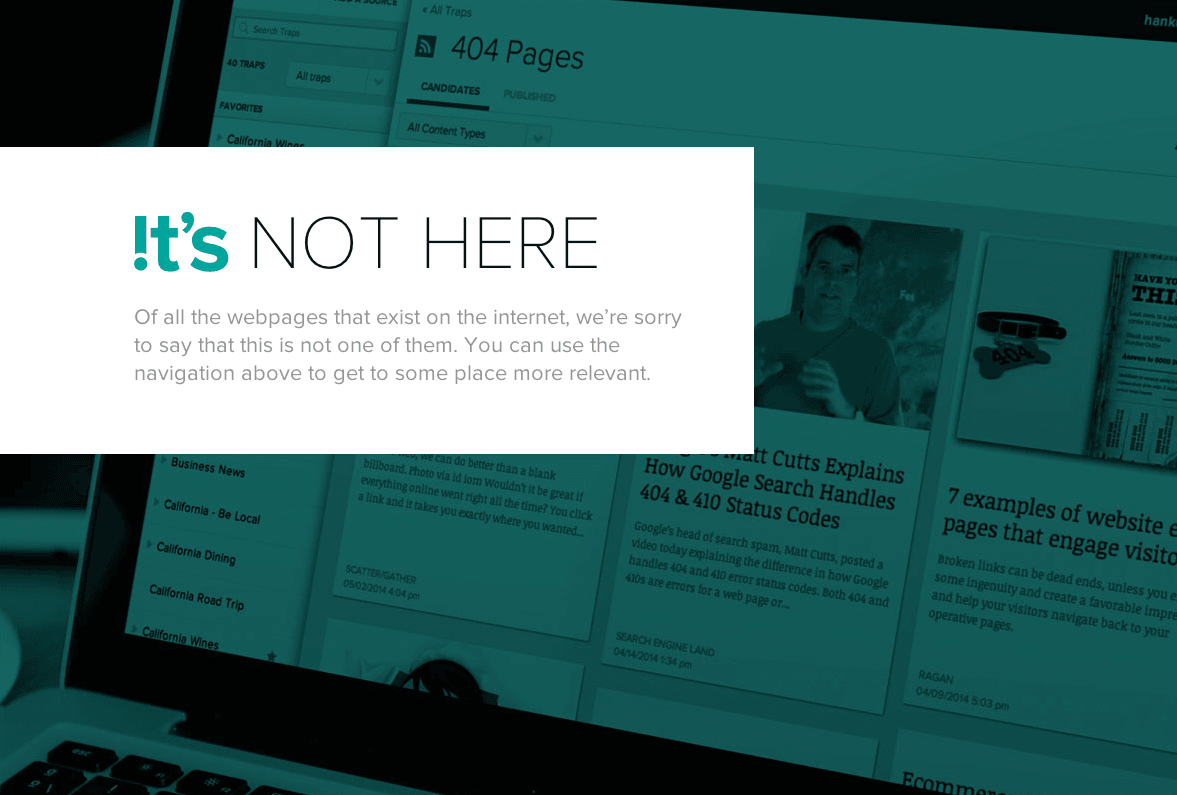 ADD A SOURCE
« All Traps
hank
Search Traps
404 Pages
40 TRAPS
All traps
CANDIDATES
PUBLISHED
FAVORITES
All Content Types
California Wines
!t's NOT HERE
Of all the webpages that exist on the internet, we're sorry
to say that this is not one of them. You can use the
navigation above to get to some place more relevant.
404
HAVE YO
THI
Business News
California - Be Local
California Dining
California Road Trip
California Wines
we can do better than a blank
billboard. Photo via id iom Wouldn't it be great if
everything online went right all the time? You click
a link and it takes you exactly where you wanted...
SCATTER/GATHER
05/02/2014 4:04 pm
Matt Cutts Explains
How Google Search Handles
404 & 410 Status Codes
Google's head of search spam, Matt Cutts, posted a
video today explaining the difference in how Google
handles 404 and 410 error status codes. Both 404 and
410s are errors for a web page or...
SEARCH ENGINE LAND
04/14/2014 1:34 pm
7 examples of website e
pages that engage visito
Broken links can be dead ends, unless you e
some ingenuity and create a favorable impre
and help your visitors navigate back to your
operative pages.
RAGAN
04/09/2014 5:03 pm
Ecommer
esc